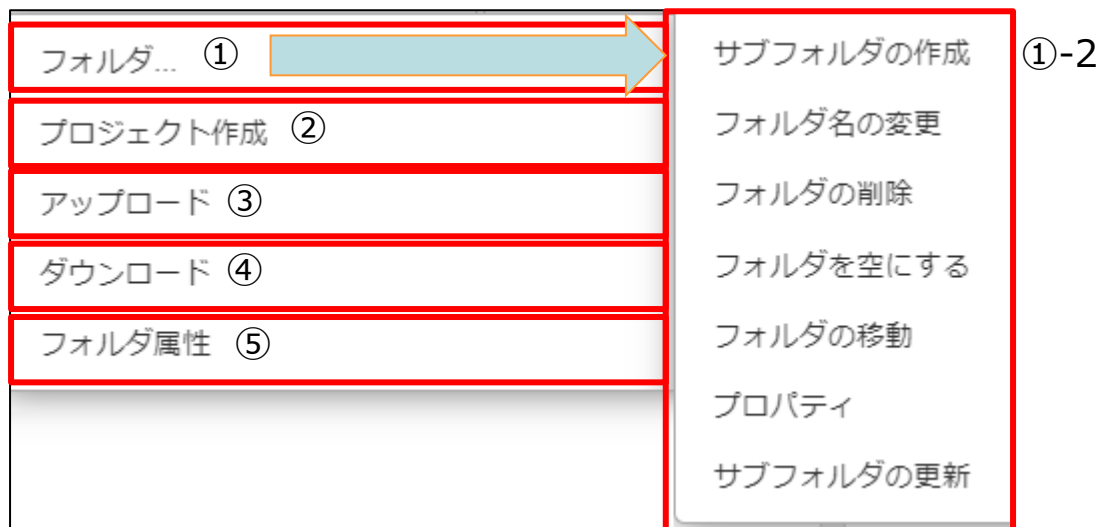 フォルダ... ①
プロジェクト作成 ②
アップロード ③
ダウンロード ④
フォルダ属性 ⑤
サブフォルダの作成 ①-2
フォルダ名の変更
フォルダの削除
フォルダを空にする
フォルダの移動
プロパティ
サブフォルダの更新